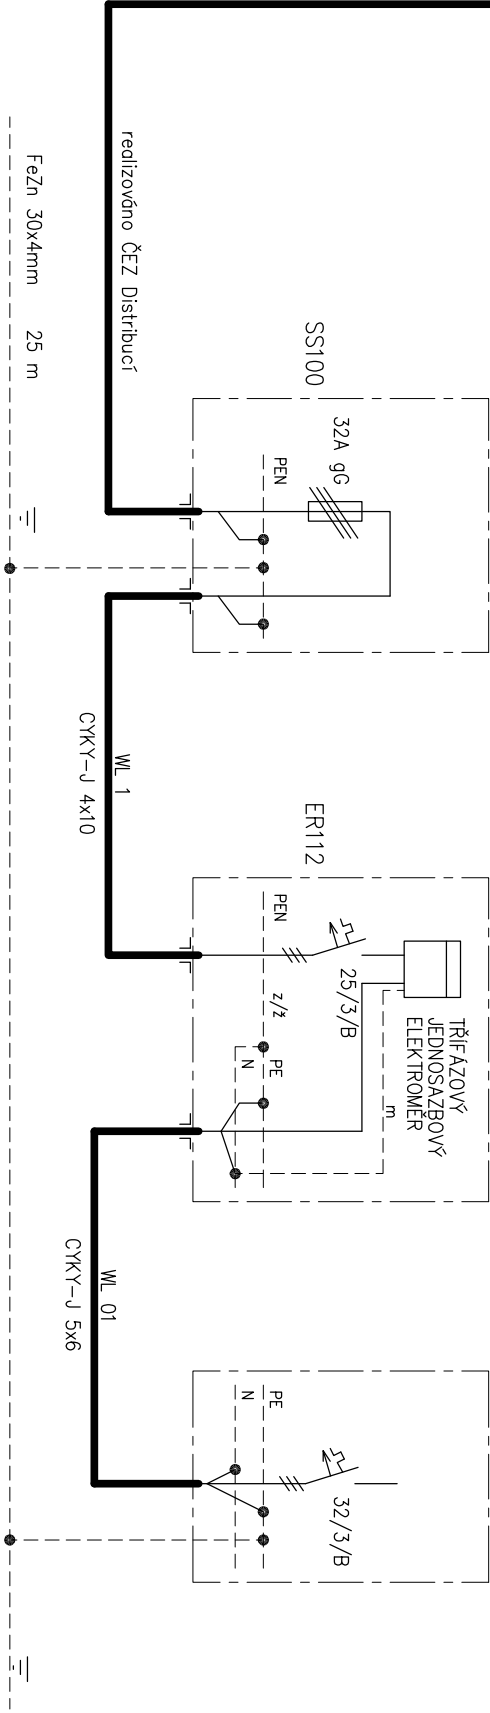 realizováno ČEZ Distribucí
FeZn 30x4mm 25 m
SS100
32A gG
PEN
WL 1
CYKY-J 4x10
ER112
PEN
25/3/B
z/ž
PE
N
TŘÍFÁZOVÝ
JEDNOSAZBOVÝ
ELEKTROMĚR
m
WL 01
CYKY-J 5x6
PE
N
32/3/B